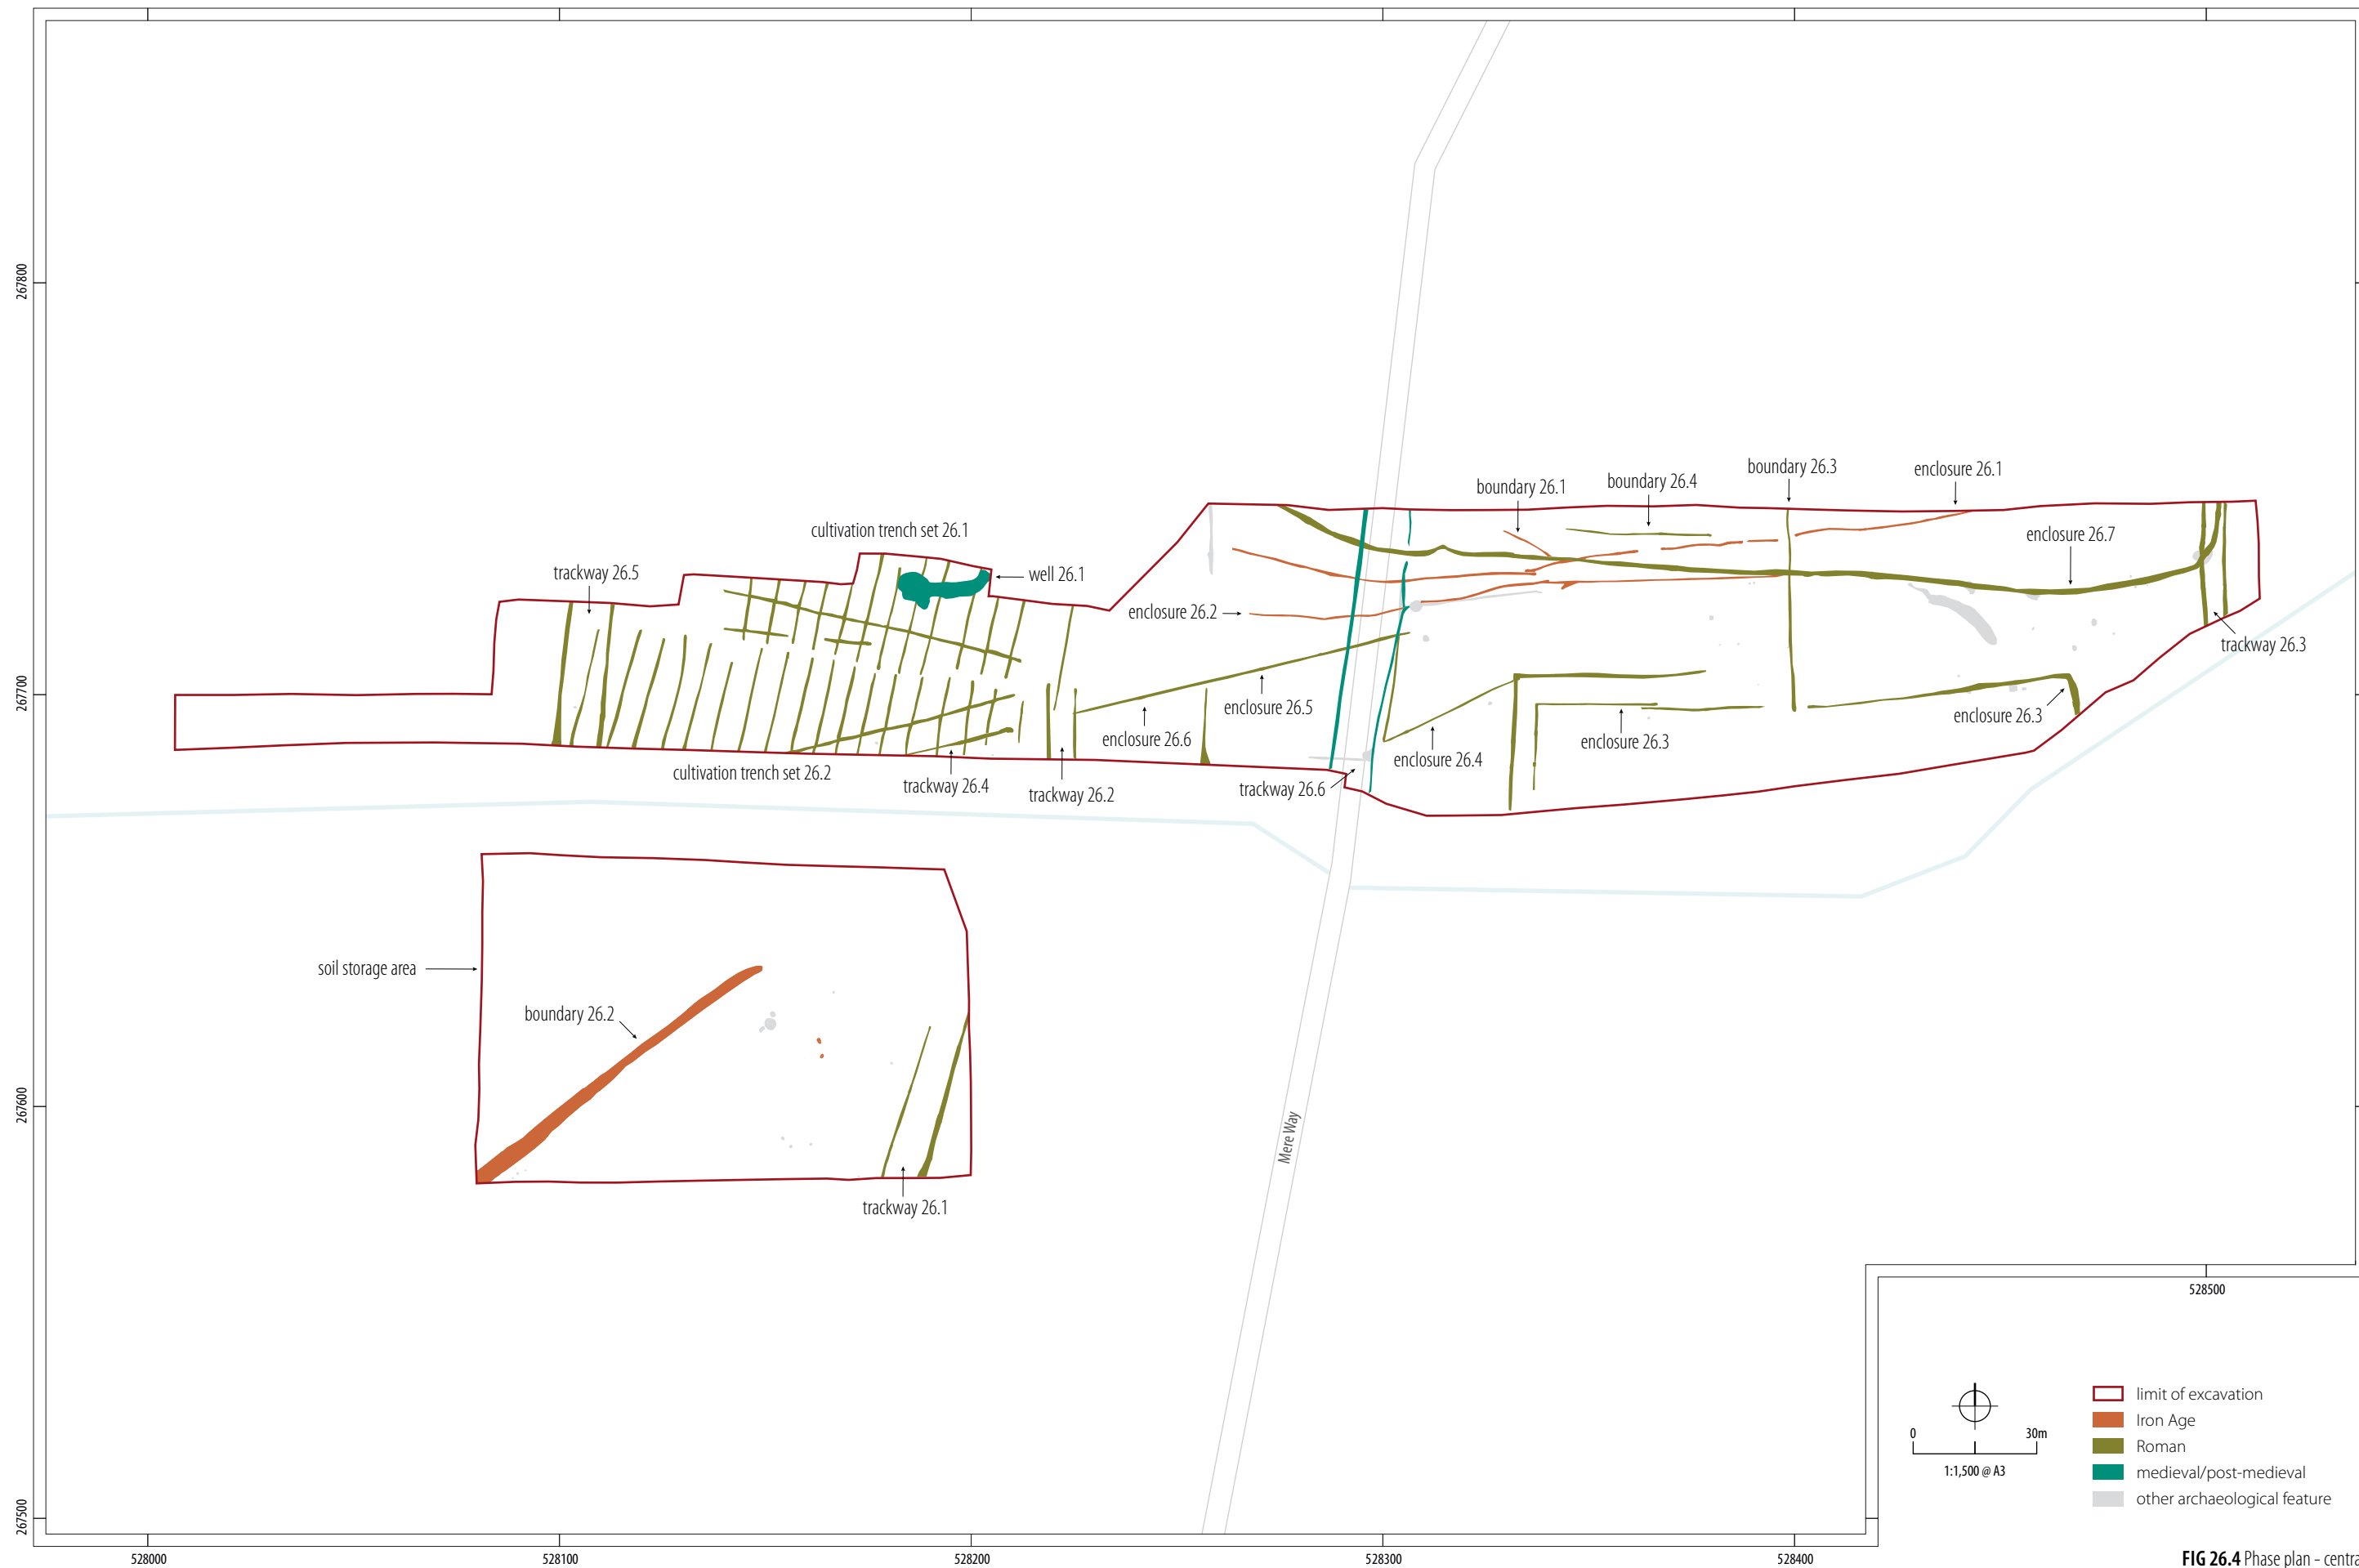 267800
267700
267600
267500
boundary 26.3
enclosure 26.1
boundary 26.4
boundary 26.1
cultivation trench set 26.1
enclosure 26.7
trackway 26.5
well 26.1
enclosure 26.2
trackway 26.3
enclosure 26.5
enclosure 26.3
enclosure 26.6
enclosure 26.3
enclosure 26.4
cultivation trench set 26.2
trackway 26.4
trackway 26.2
trackway 26.6
soil storage area
boundary 26.2
Mere Way
trackway 26.1
528500
0 30m
1:1,500 @ A3
limit of excavation
Iron Age
Roman
medieval/post-medieval
other archaeological feature
528000
528100
528200
528300
528400
FIG 26.4 Phase plan - centra